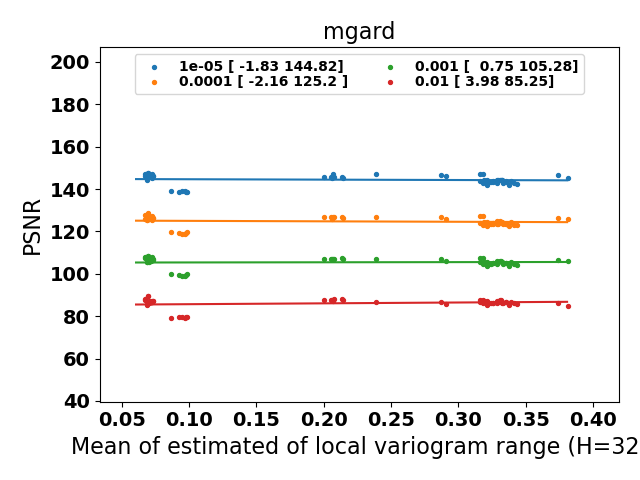 mgard
1e-05 [ -1.83 144.82]
0.0001 [ -2.16 125.2 ]
0.001 [  0.75 105.28]
0.01 [ 3.98 85.25]
PSNR
200
180
160
140
120
100
80
60
40
0.05 0.10 0.15 0.20 0.25 0.30 0.35 0.40
Mean of estimated of local variogram range (H=32